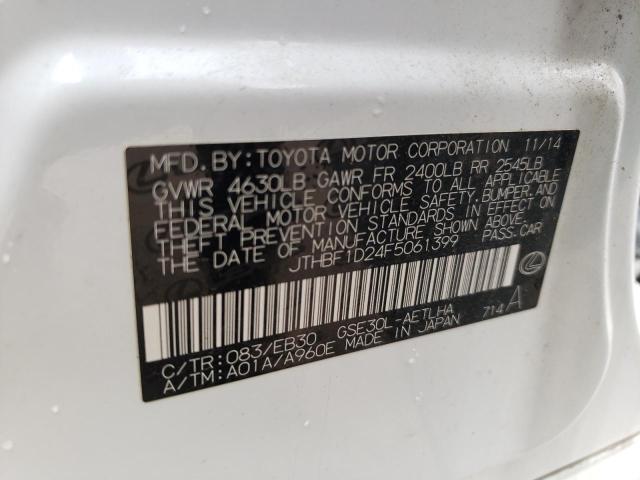 MFD. BY: TOYOTA MOTOR CORPORATION 11/14
GVWR 4630LB GAWR FR 2400LB RR 2545LB
THIS VEHICLE CONFORMS TO ALL APPLICABLE
FEDERAL MOTOR VEHICLE SAFETY, BUMPER, AND
THEFT PREVENTION STANDARDS IN EFFECT ON
THE DATE OF MANUFACTURE SHOWN ABOVE.
JTHBF1D24F5061399 PASS.CAR
C/TR: 083/EB30 GSE30L-AETLHA
A/TM: A01A/A960E MADE IN JAPAN 714 A